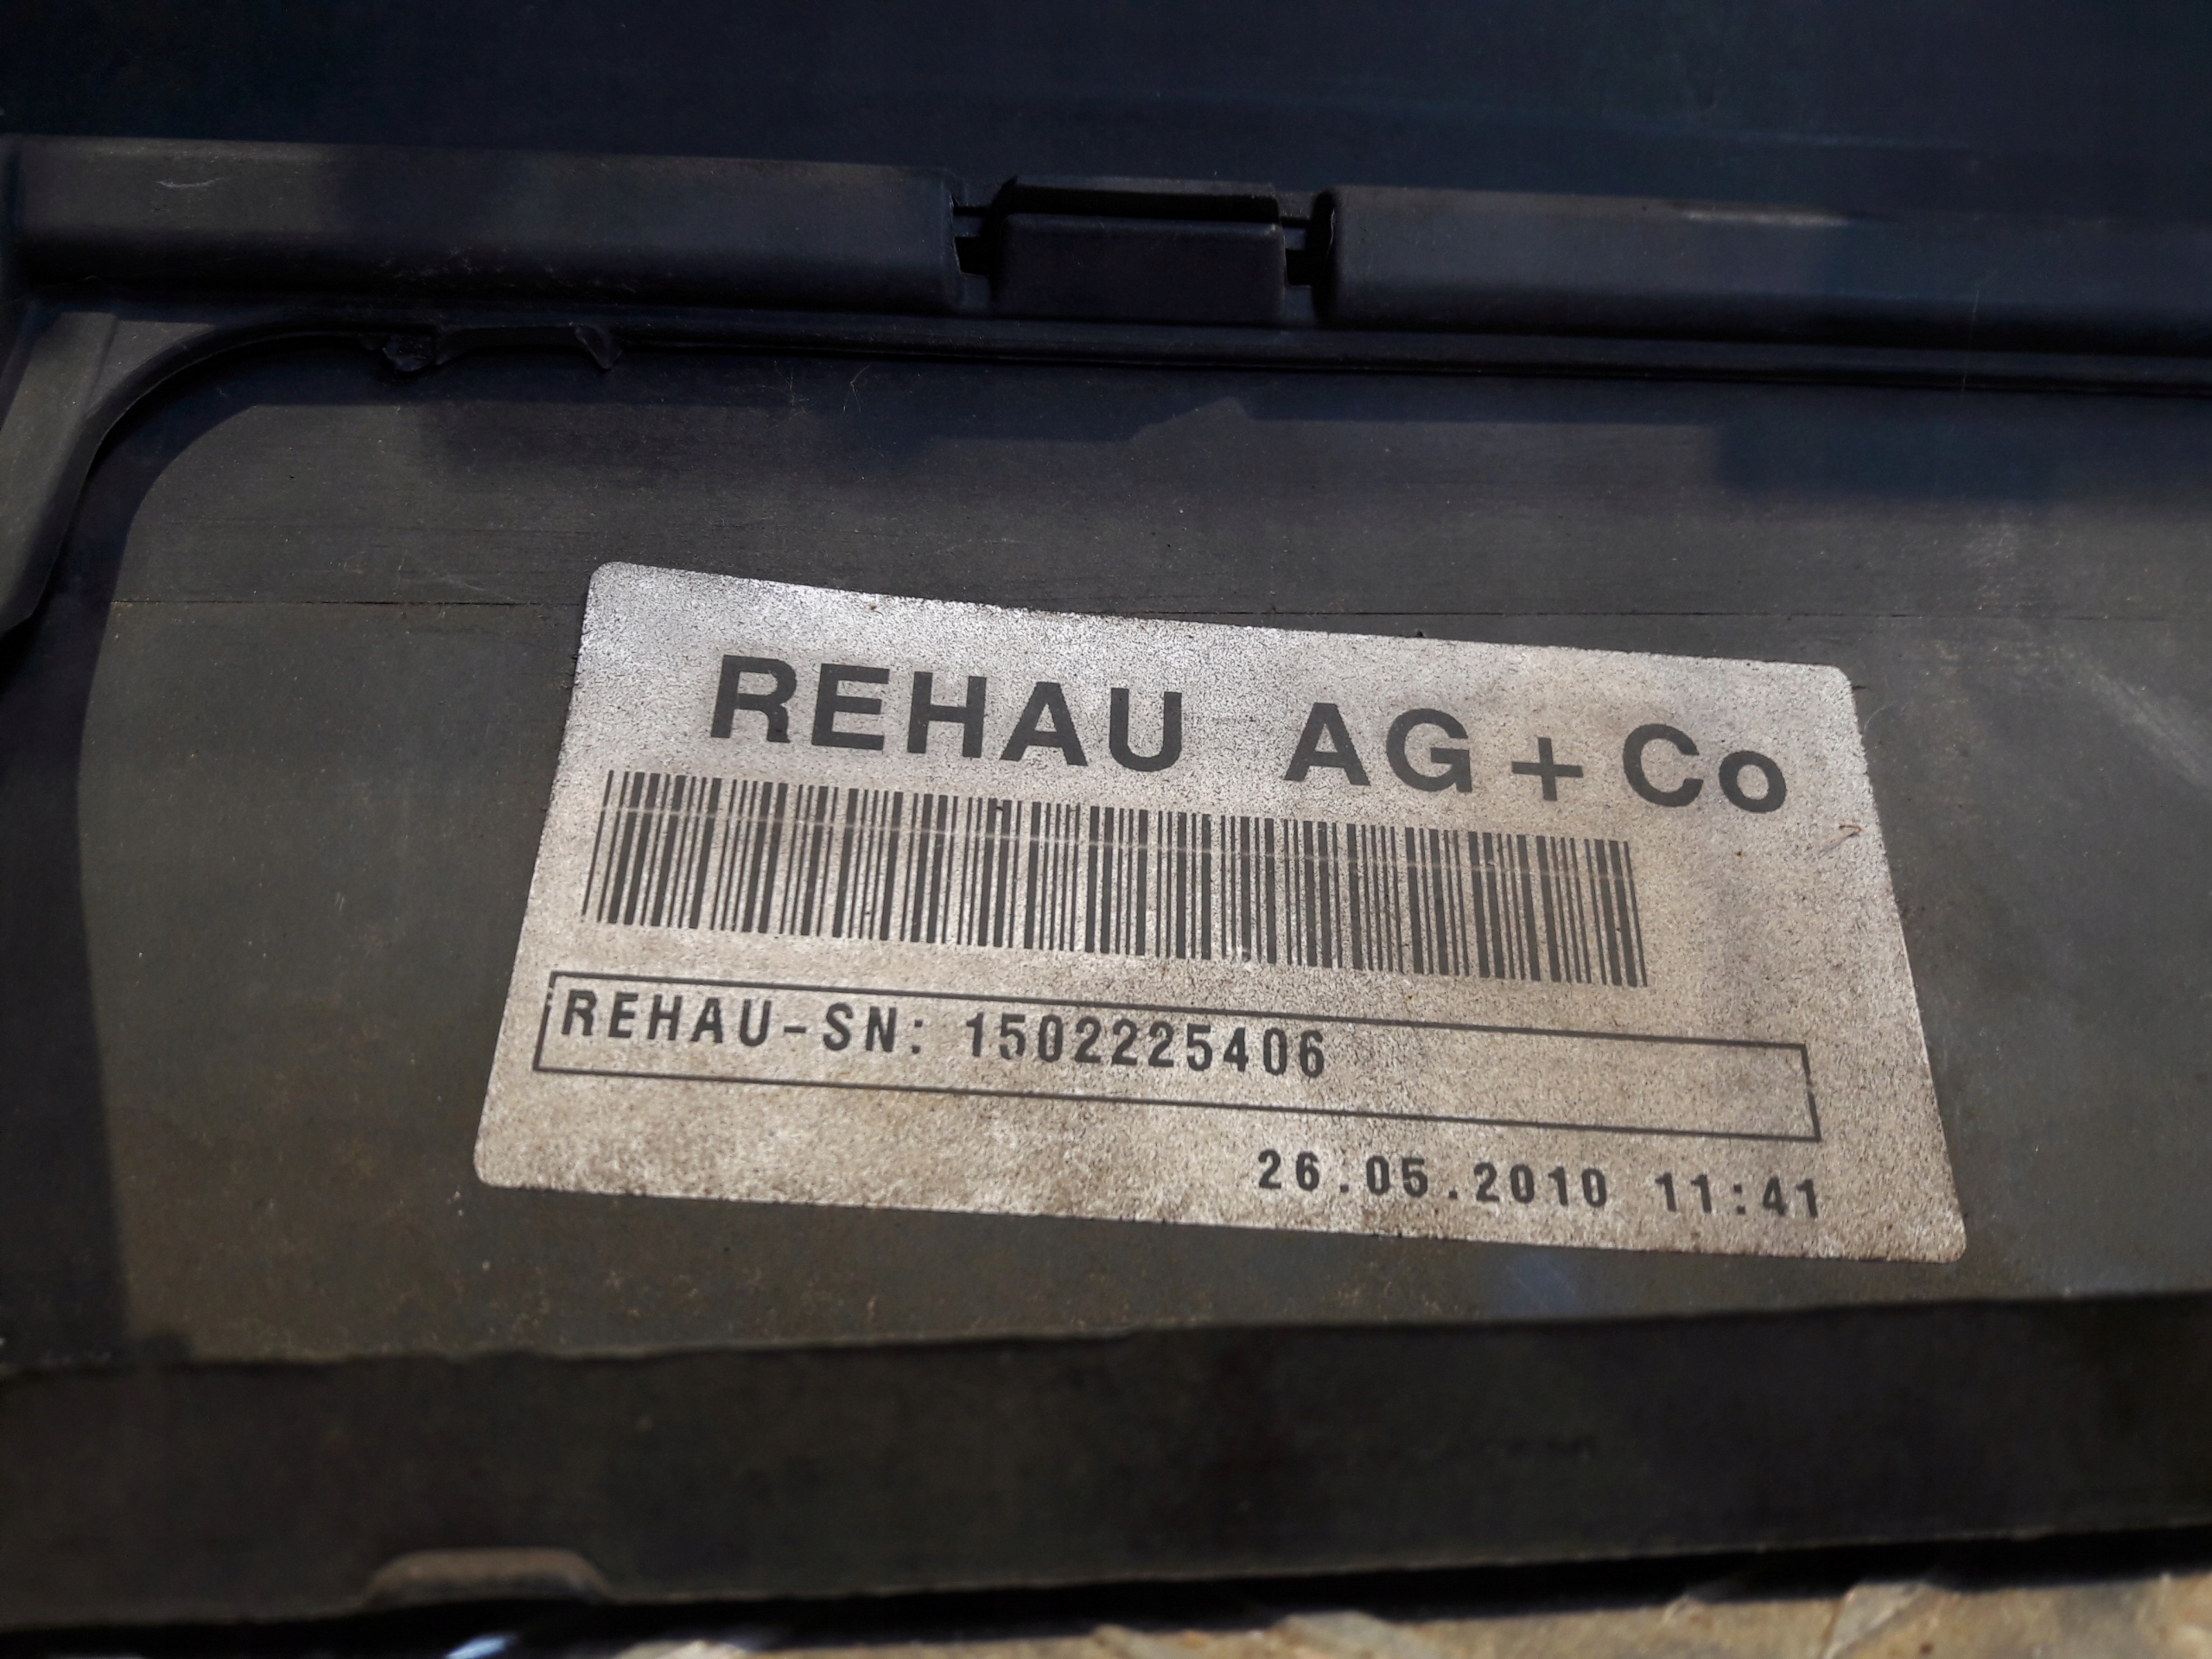 REHAU AG + Co
REHAU-SN: 1502225406
26.05.2010 11:41